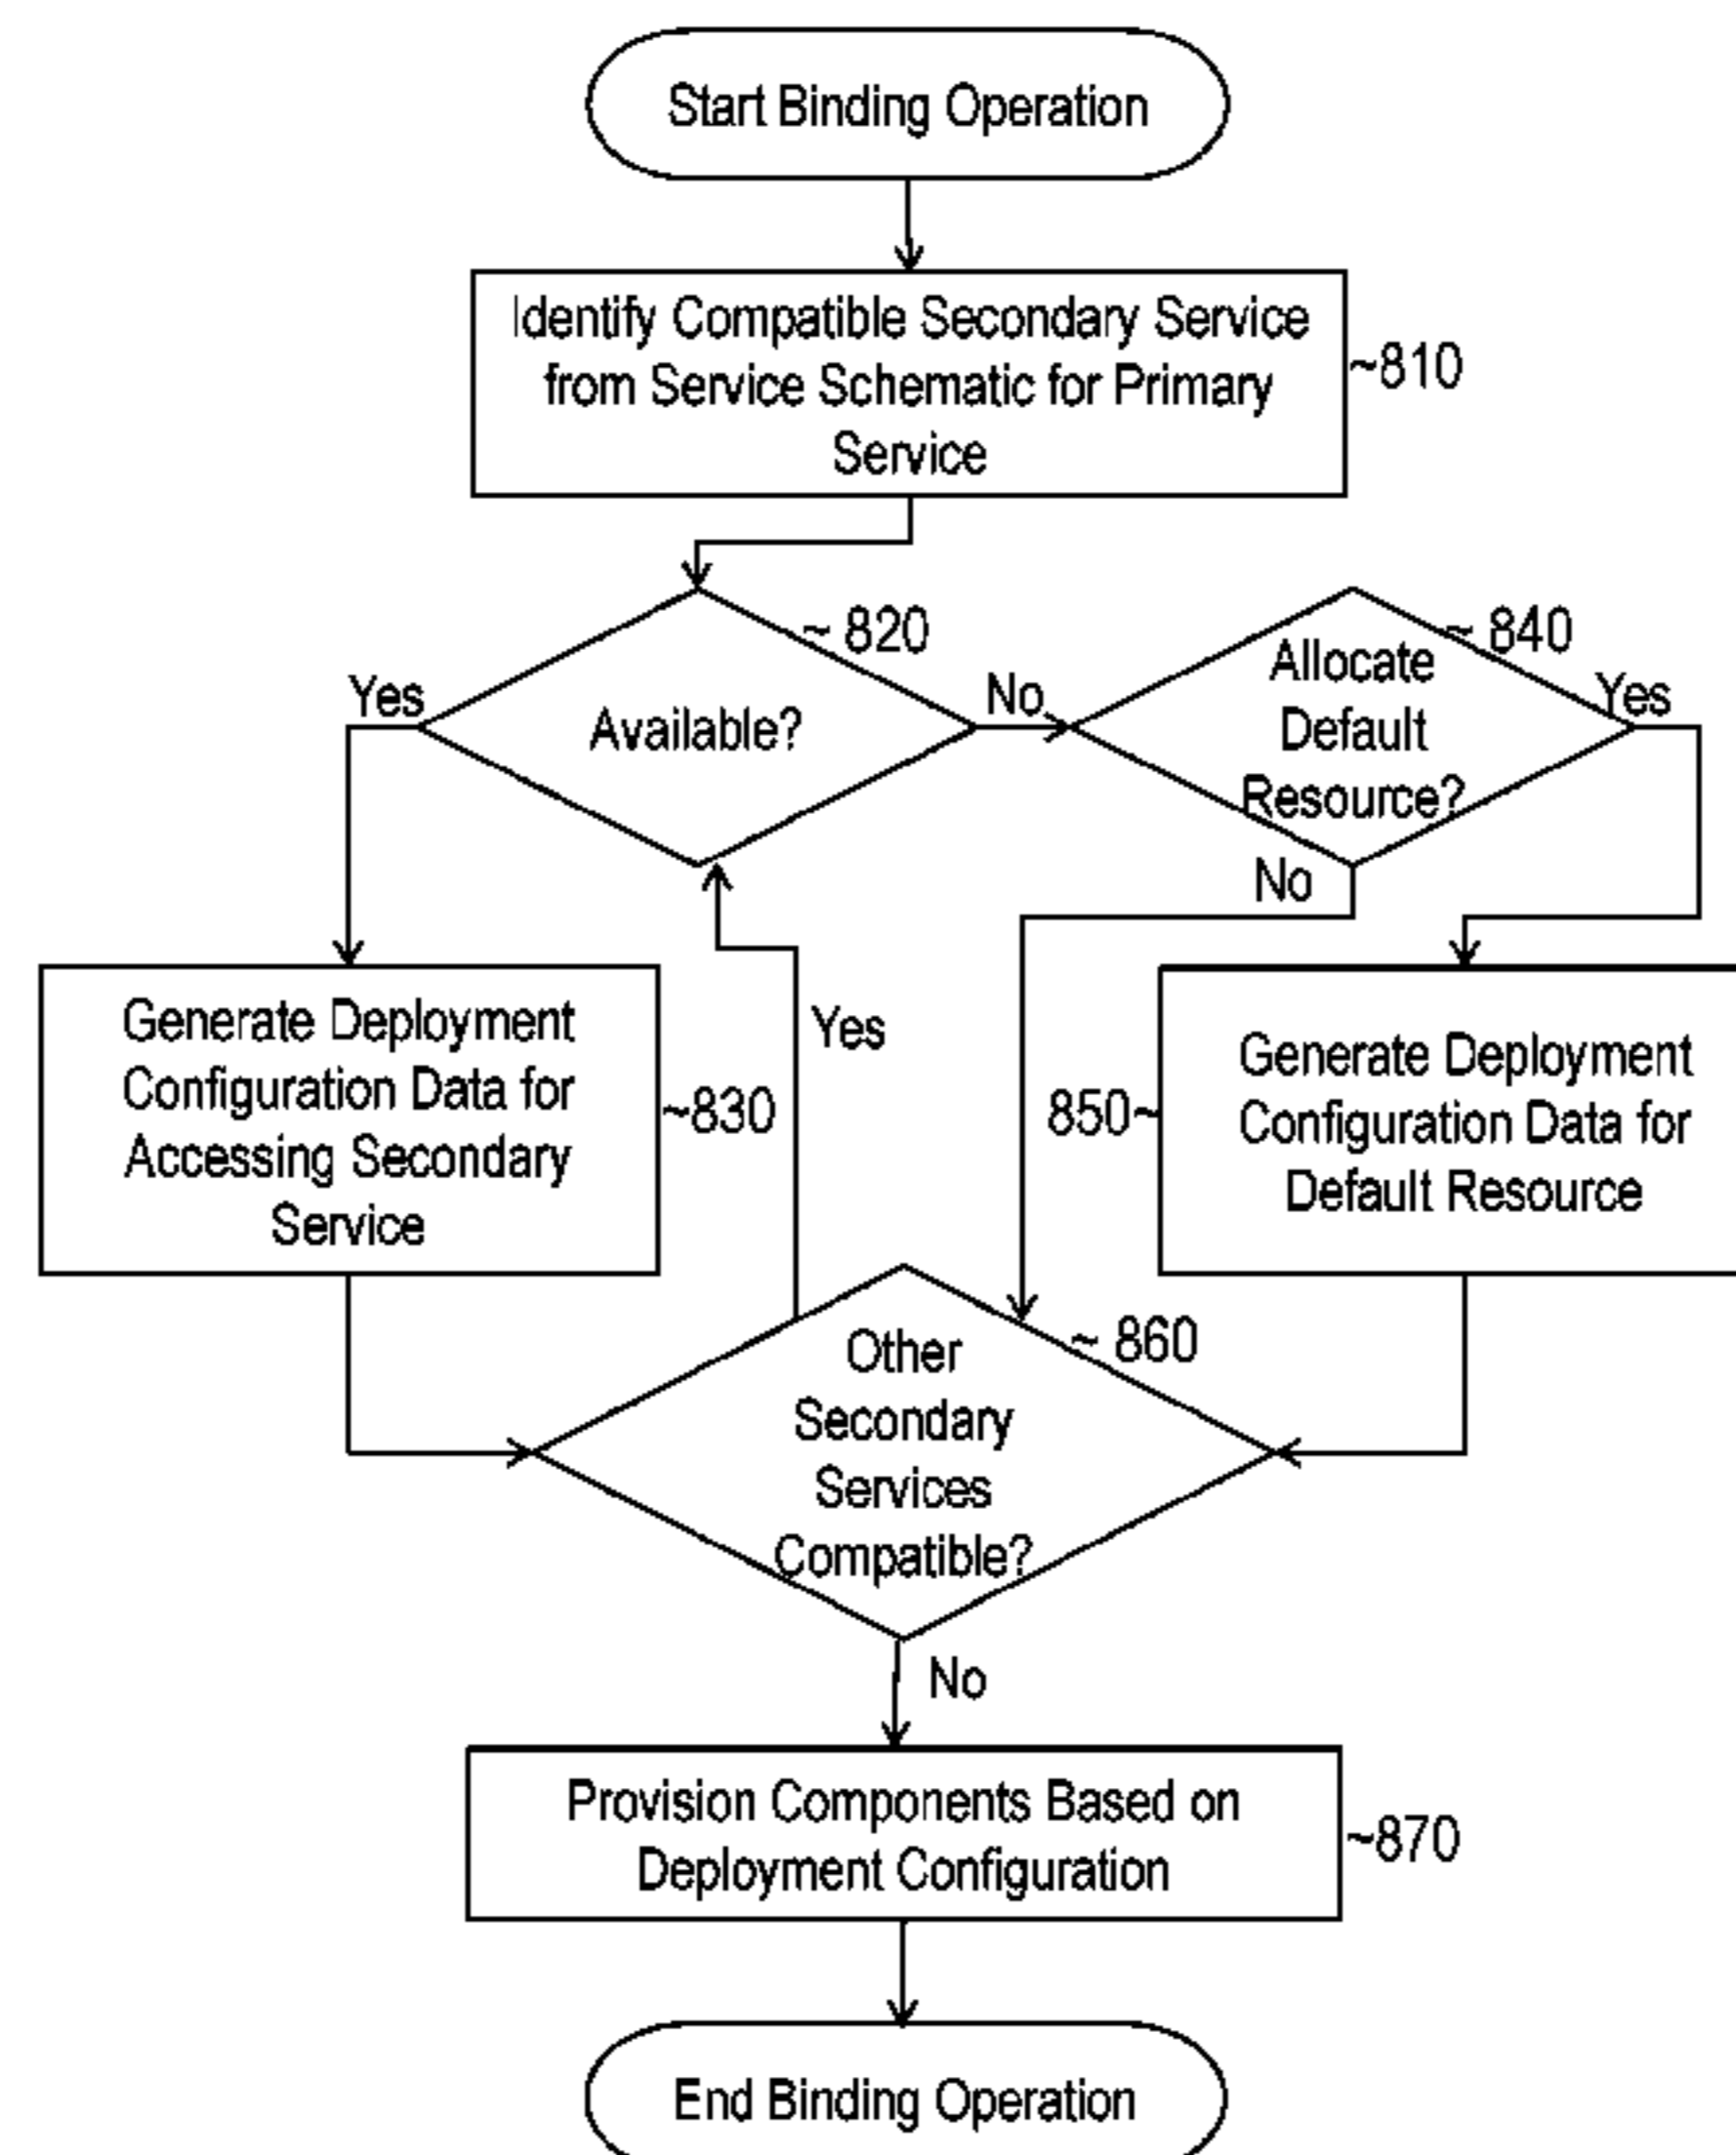 Start Binding Operation
Identify Compatible Secondary Service
from Service Schematic for Primary
Service
~810
~ 820
Available?
Yes
No
~ 840
Allocate
Default
Resource?
Yes
No
Generate Deployment
Configuration Data for
Accessing Secondary
Service
~830
Yes
850~
Generate Deployment
Configuration Data for
Default Resource
~ 860
Other
Secondary
Services
Compatible?
No
Provision Components Based on
Deployment Configuration
~870
End Binding Operation